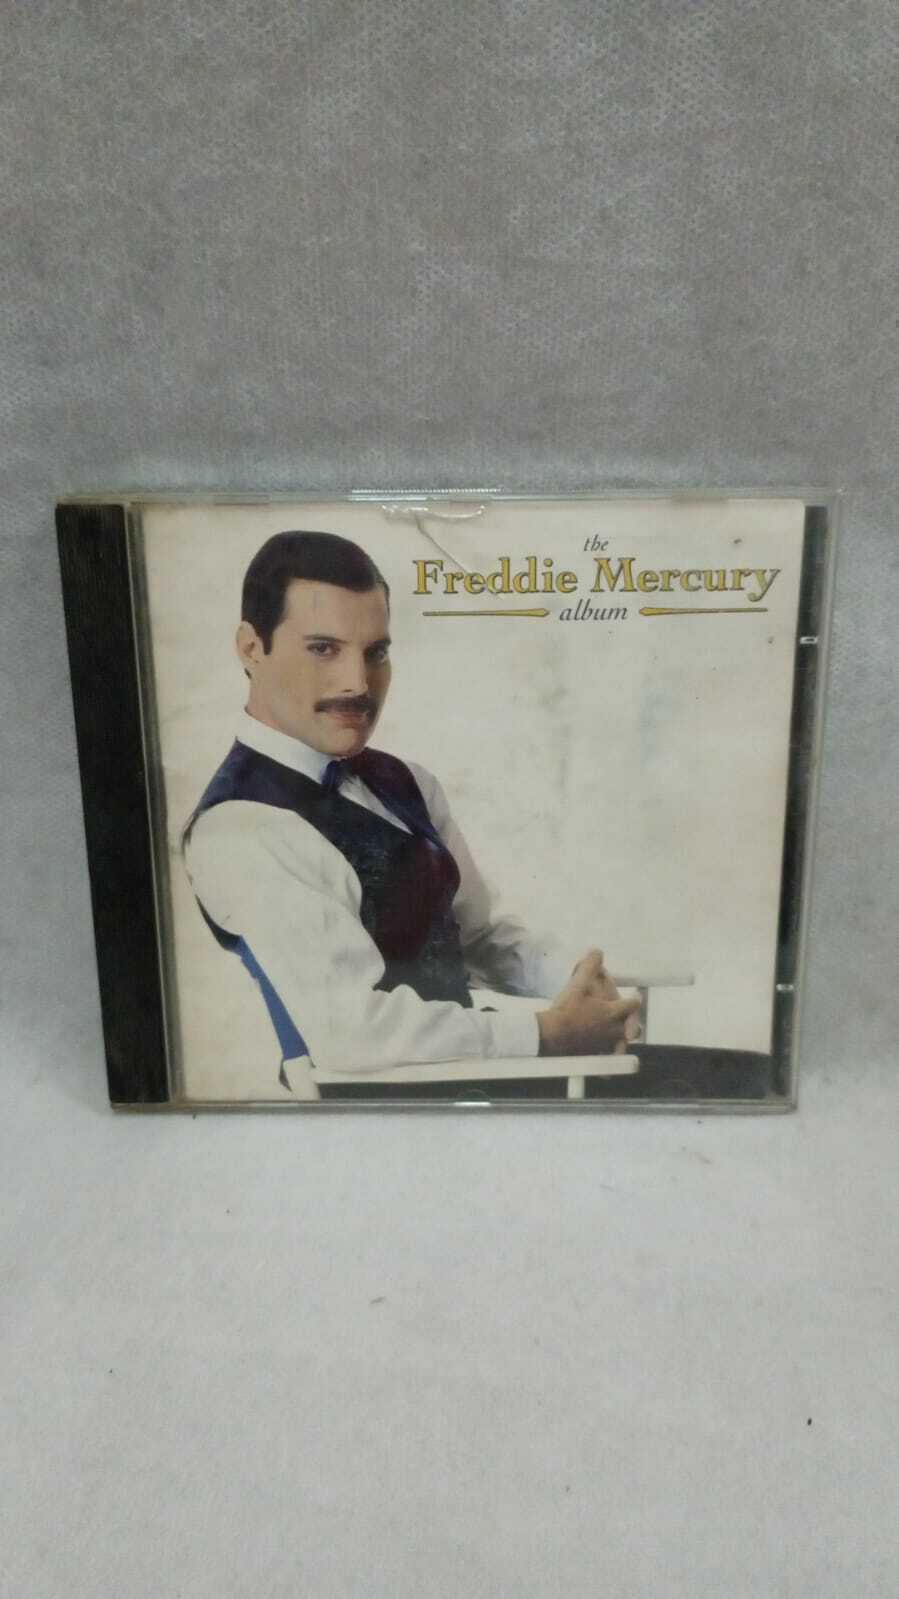 the
Freddie Mercury
album